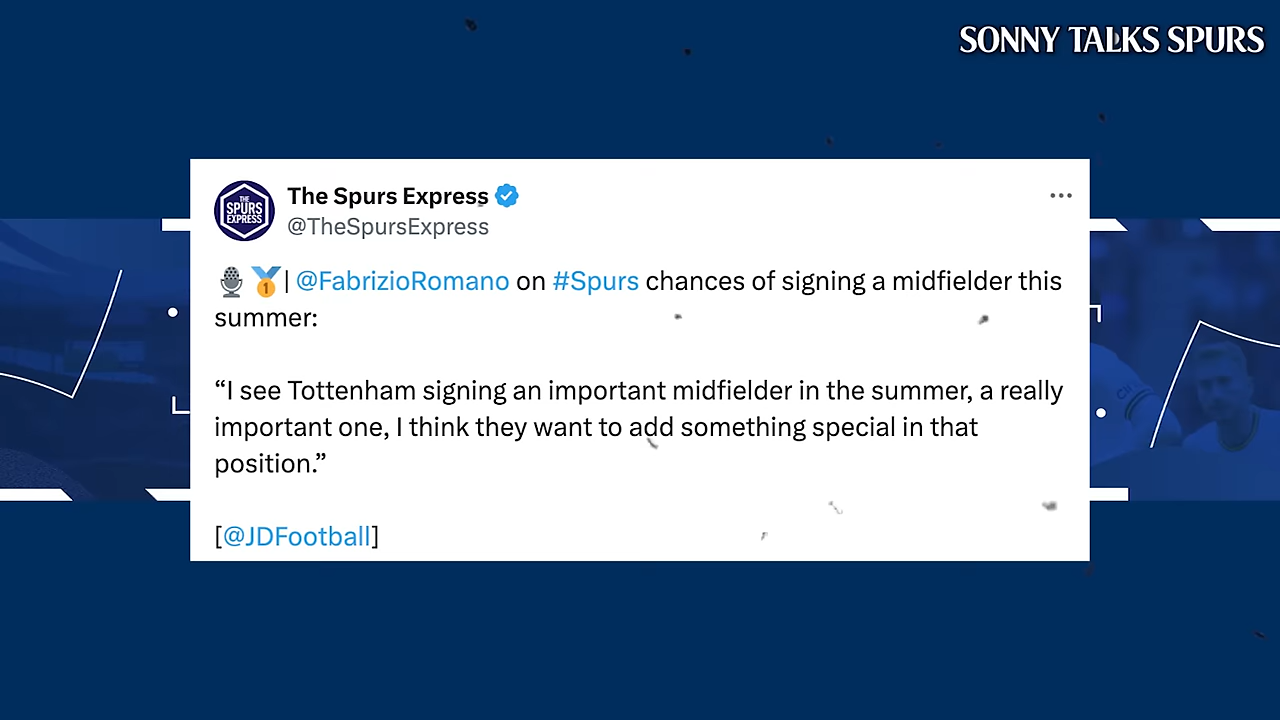 SONNY TALKS SPURS
THE SPURS EXPRESS
The Spurs Express
@TheSpursExpress
🎙️🥇| @FabrizioRomano on #Spurs chances of signing a midfielder this
summer:
“I see Tottenham signing an important midfielder in the summer, a really
important one, I think they want to add something special in that
position.”
[@JDFootball]